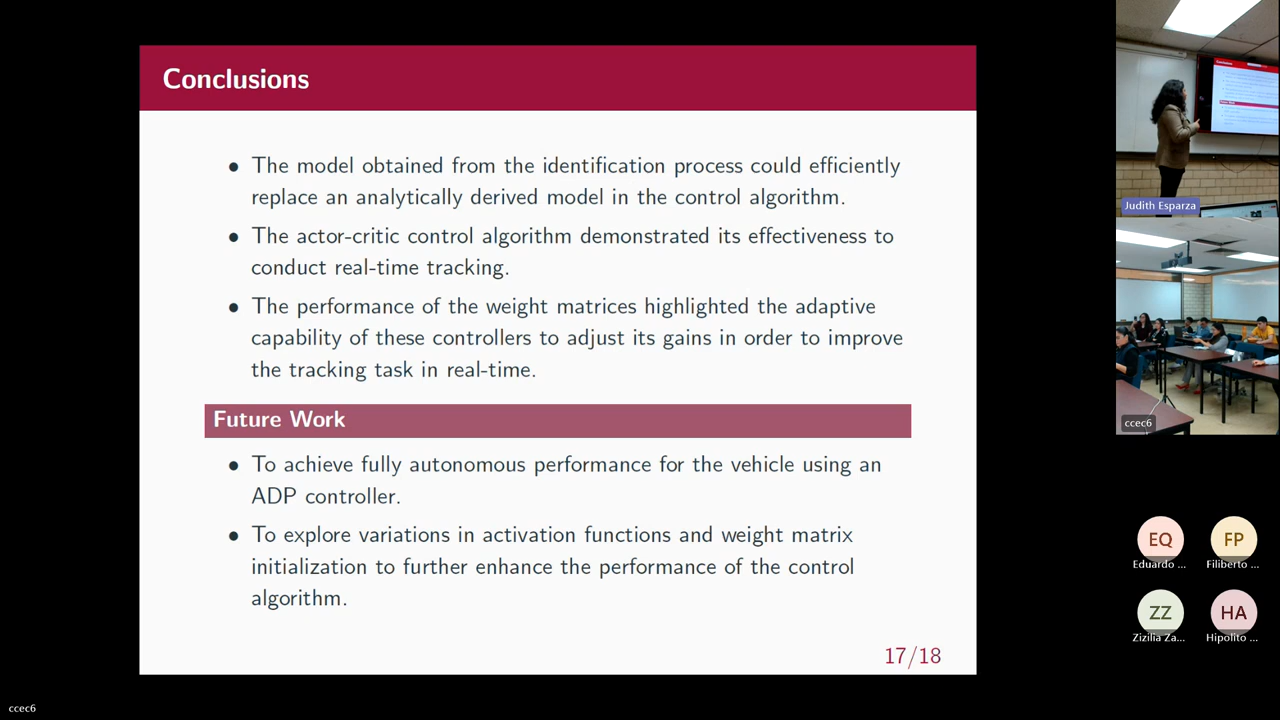 Conclusions
● The model obtained from the identification process could efficiently
replace an analytically derived model in the control algorithm.
● The actor-critic control algorithm demonstrated its effectiveness to
conduct real-time tracking.
● The performance of the weight matrices highlighted the adaptive
capability of these controllers to adjust its gains in order to improve
the tracking task in real-time.
Future Work
● To achieve fully autonomous performance for the vehicle using an
ADP controller.
● To explore variations in activation functions and weight matrix
initialization to further enhance the performance of the control
algorithm.
17/18
Judith Esparza
ccec6
EQ
Eduardo ...
FP
Filiberto ...
ZZ
Zizilia Za...
HA
Hipolito ...
ccec6